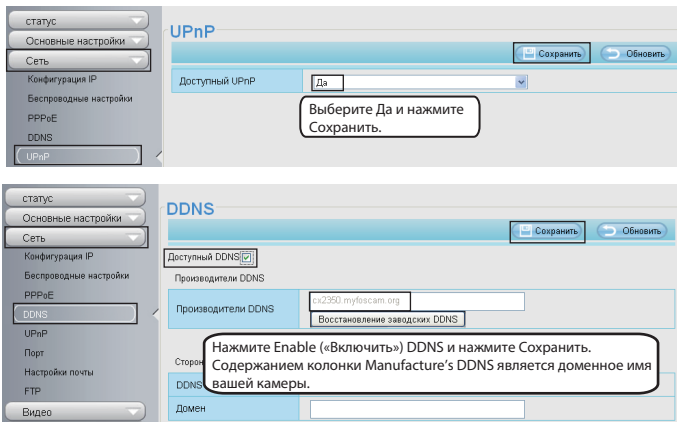 статус
Основные настройки
Сеть
Конфигурация IP
Беспроводные настройки
PPPoE
DDNS
UPnP
UPnP
Сохранить
Обновить
Доступный UPnP
Да
Выберите Да и нажмите
Сохранить.
статус
Основные настройки
Сеть
Конфигурация IP
Беспроводные настройки
PPPoE
DDNS
UPnP
Порт
Настройки почты
FTP
Видео
DDNS
Сохранить
Обновить
Доступный DDNS
Производители DDNS
Производители DDNS
cx2350.myfoscam.org
Восстановление заводских DDNS
Нажмите Enable («Включить») DDNS и нажмите Сохранить.
Содержанием колонки Manufacture's DDNS является доменное имя
вашей камеры.
DDNS
Домен